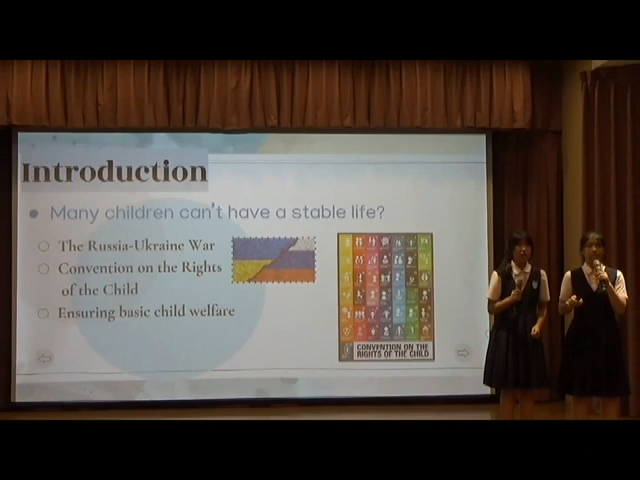 Introduction
Many children can't have a stable life?
The Russia-Ukraine War
Convention on the Rights
of the Child
Ensuring basic child welfare
CONVENTION ON THE
RIGHTS OF THE CHILD